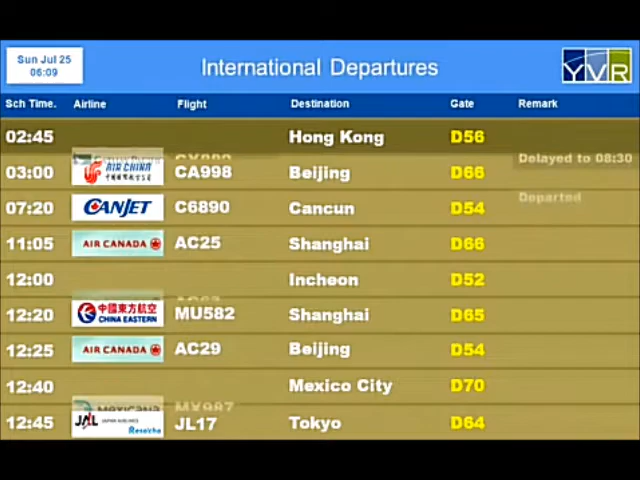 Sun Jul 25
06:09
International Departures
YVR
Sch Time. Airline Flight Destination Gate Remark
02:45 Hong Kong D56
Delayed to 08:30
03:00 AIR CHINA CA998 Beijing D66
Departed
07:20 CANJET C6890 Cancun D54
11:05 AIR CANADA AC25 Shanghai D66
12:00 Incheon D52
12:20 中國東方航空 CHINA EASTERN MU582 Shanghai D65
12:25 AIR CANADA AC29 Beijing D54
12:40 Mexico City D70
MEXICANA MX987
12:45 JAL JAPAN AIRLINES JL17 Tokyo D64